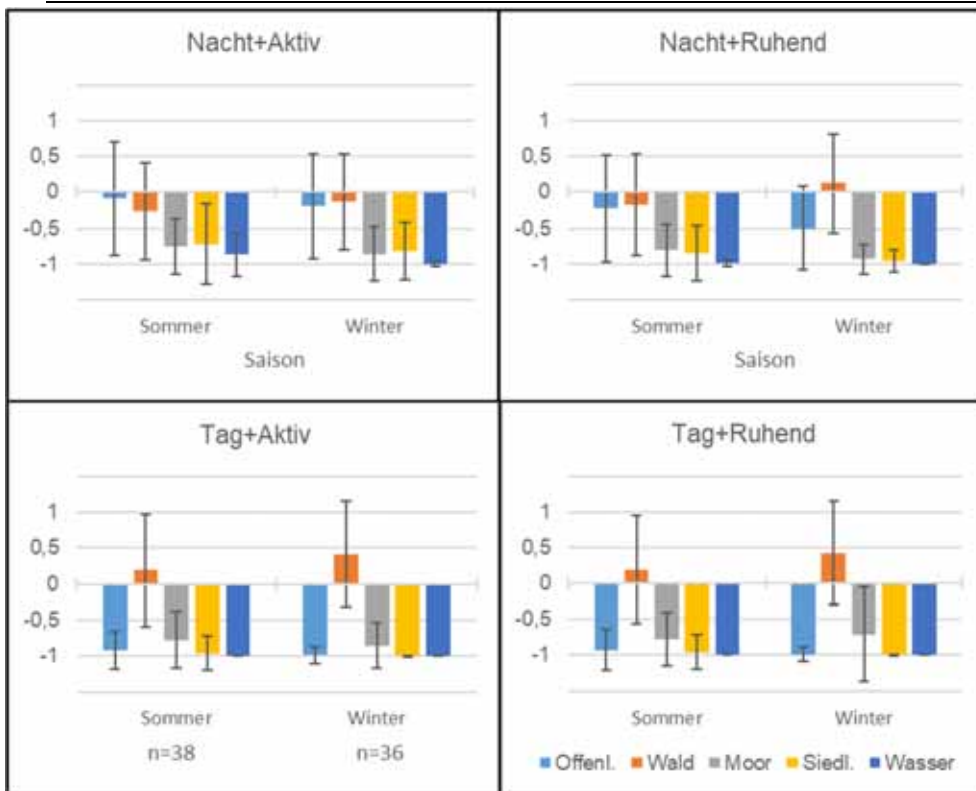 Nacht+Aktiv
1
0,5
0
-0,5
-1
Sommer Winter
Saison
Nacht+Ruhend
1
0,5
0
-0,5
-1
Sommer Winter
Saison
Tag+Aktiv
1
0,5
0
-0,5
-1
Sommer Winter
n=38 n=36
Tag+Ruhend
1
0,5
0
-0,5
-1
Sommer Winter
Offenl. Wald Moor Siedl. Wasser